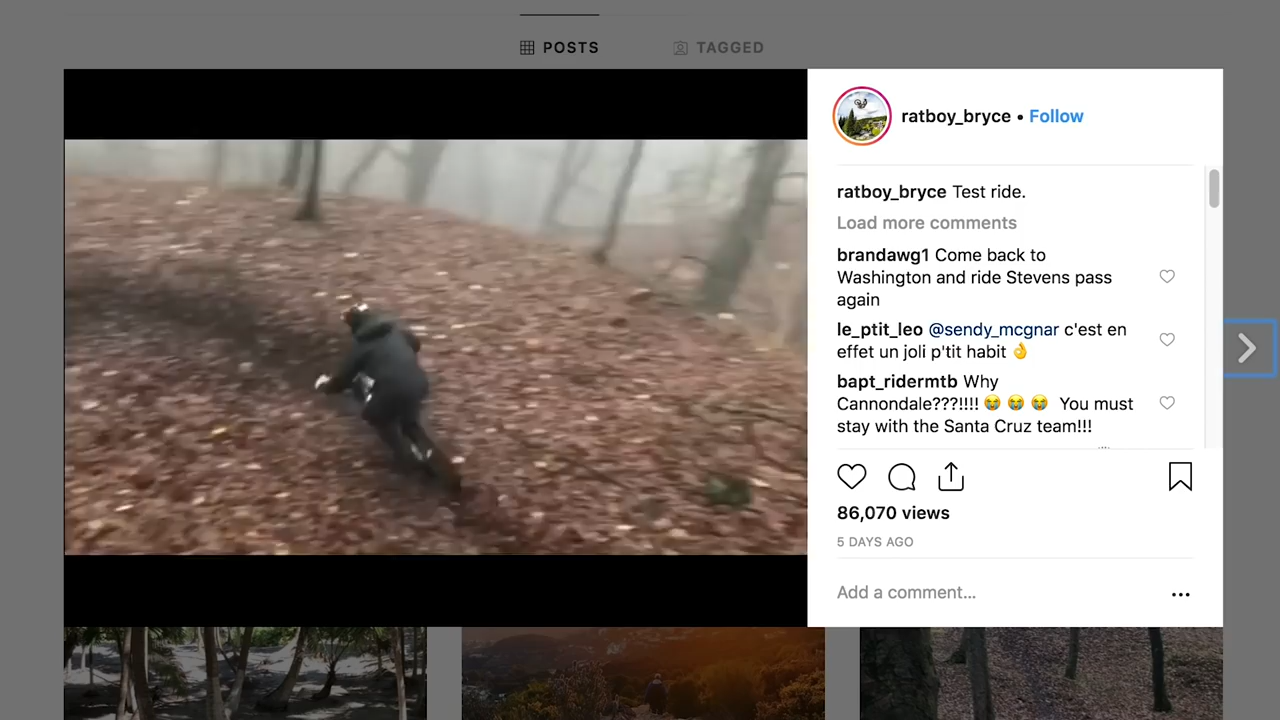 POSTS
TAGGED
ratboy_bryce • Follow
ratboy_bryce Test ride.
Load more comments
brandawg1 Come back to
Washington and ride Stevens pass
again
le_ptit_leo @sendy_mcgnar c'est en
effet un joli p'tit habit 👌
bapt_ridermtb Why
Cannondale???!!!! 😭 😭 😭 You must
stay with the Santa Cruz team!!!
86,070 views
5 DAYS AGO
Add a comment...